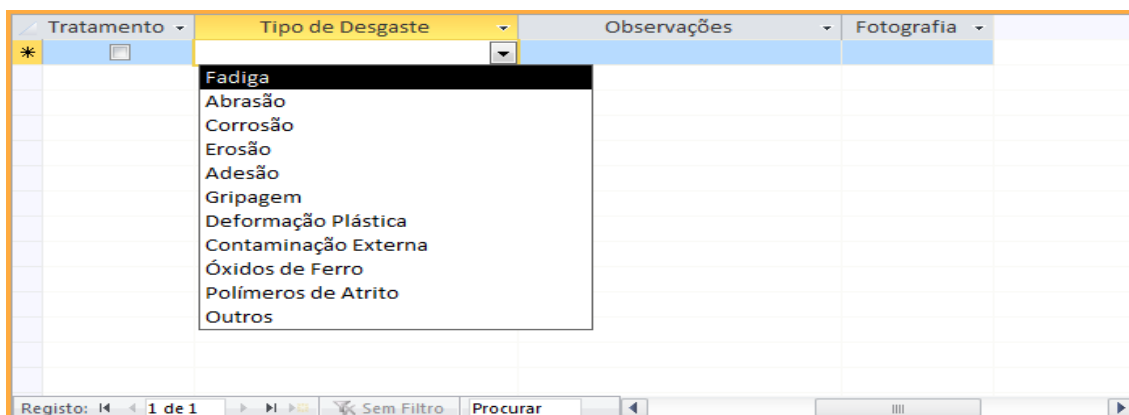 Tratamento Tipo de Desgaste Observações Fotografia
Fadiga
Abrasão
Corrosão
Erosão
Adesão
Gripagem
Deformação Plástica
Contaminação Externa
Óxidos de Ferro
Polímeros de Atrito
Outros
Registo: 1 de 1 Sem Filtro Procurar